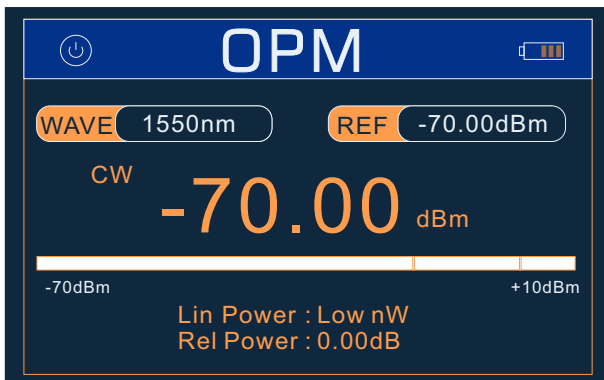 OPM
WAVE 1550nm REF -70.00dBm
CW
-70.00 dBm
-70dBm +10dBm
Lin Power : Low nW
Rel Power : 0.00dB